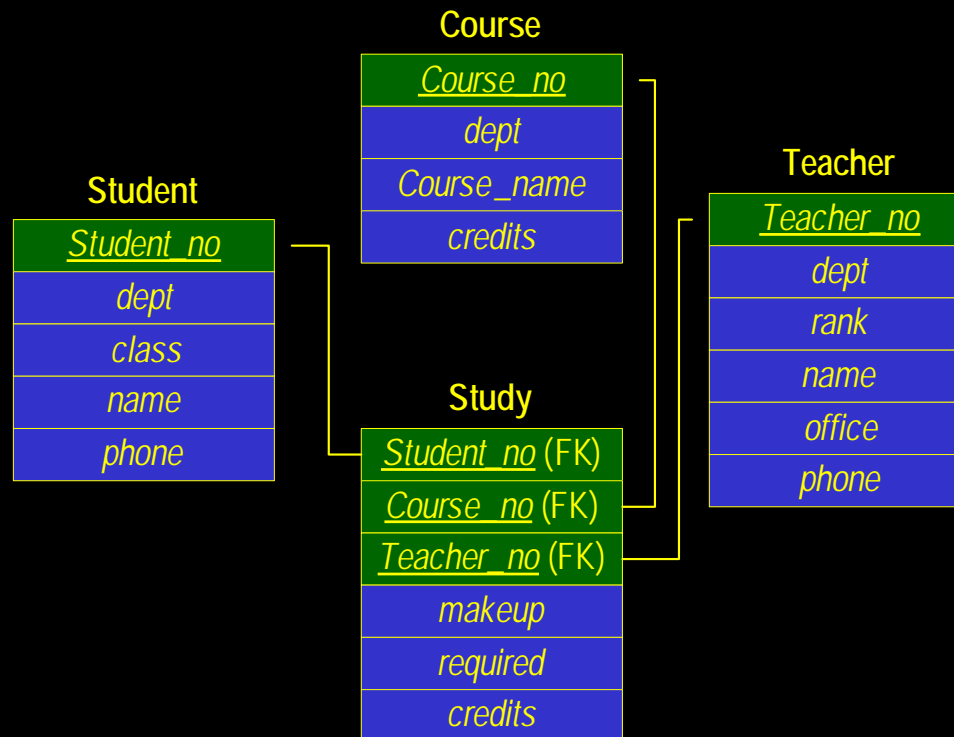 Course
Course_no
dept
Course_name
credits
Student
Student_no
dept
class
name
phone
Teacher
Teacher_no
dept
rank
name
office
phone
Study
Student_no (FK)
Course_no (FK)
Teacher_no (FK)
makeup
required
credits